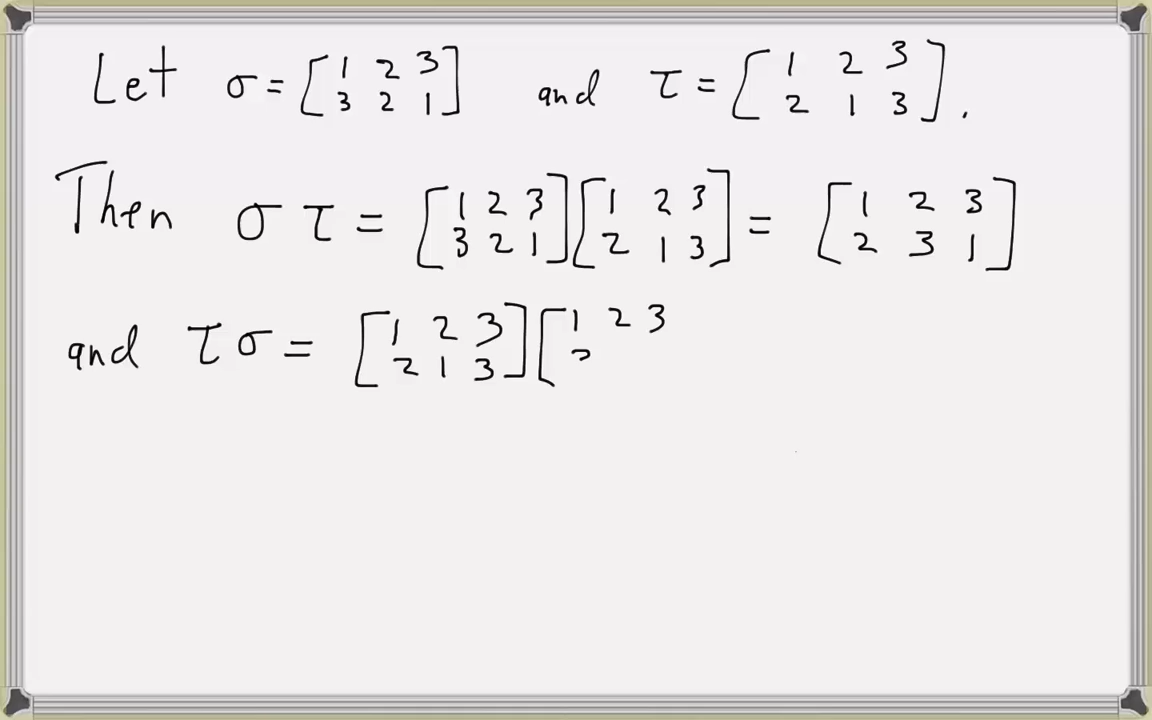 Let σ = [1 2 3 / 3 2 1] and τ = [1 2 3 / 2 1 3].
Then σ τ = [1 2 3 / 3 2 1][1 2 3 / 2 1 3] = [1 2 3 / 2 3 1]
and τ σ = [1 2 3 / 2 1 3][1 2 3